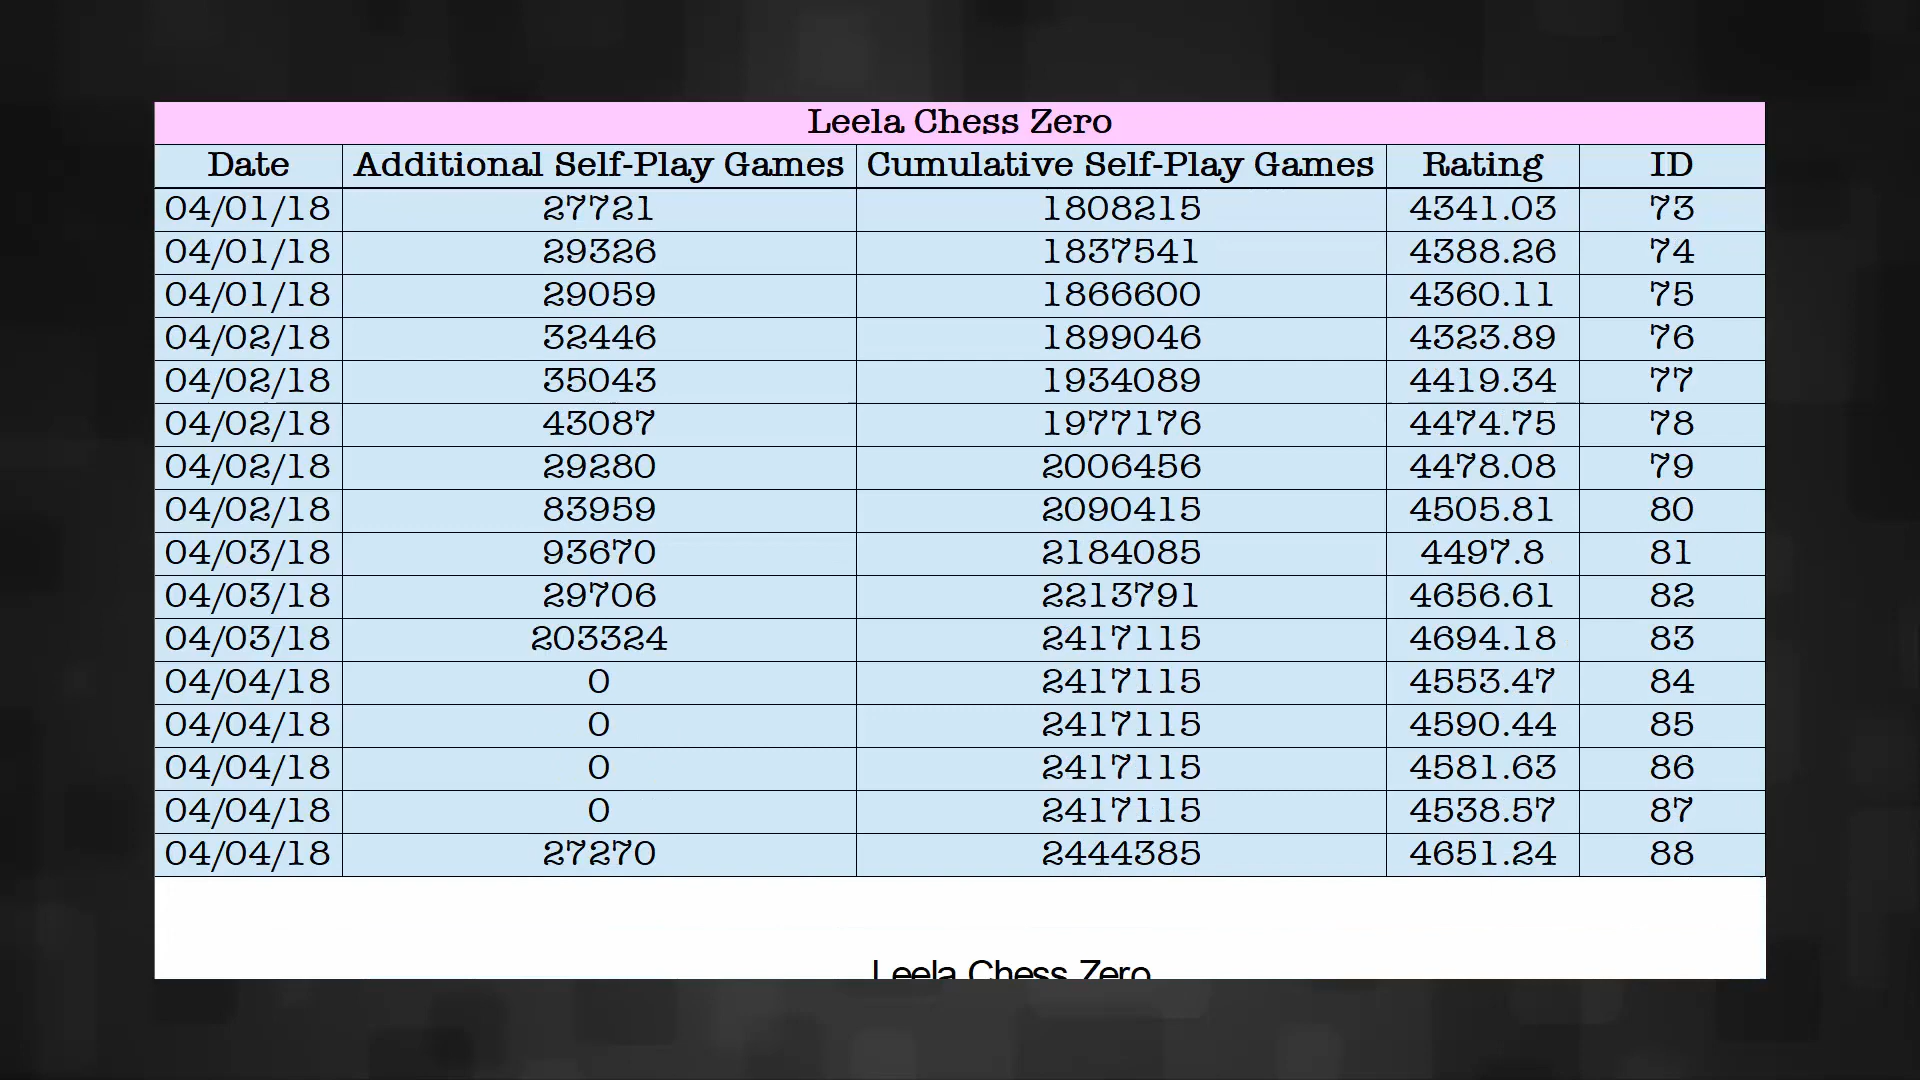 Leela Chess Zero
Date Additional Self-Play Games Cumulative Self-Play Games Rating ID
04/01/18 27721 1808215 4341.03 73
04/01/18 29326 1837541 4388.26 74
04/01/18 29059 1866600 4360.11 75
04/02/18 32446 1899046 4323.89 76
04/02/18 35043 1934089 4419.34 77
04/02/18 43087 1977176 4474.75 78
04/02/18 29280 2006456 4478.08 79
04/02/18 83959 2090415 4505.81 80
04/03/18 93670 2184085 4497.8 81
04/03/18 29706 2213791 4656.61 82
04/03/18 203324 2417115 4694.18 83
04/04/18 0 2417115 4553.47 84
04/04/18 0 2417115 4590.44 85
04/04/18 0 2417115 4581.63 86
04/04/18 0 2417115 4538.57 87
04/04/18 27270 2444385 4651.24 88
Leela Chess Zero